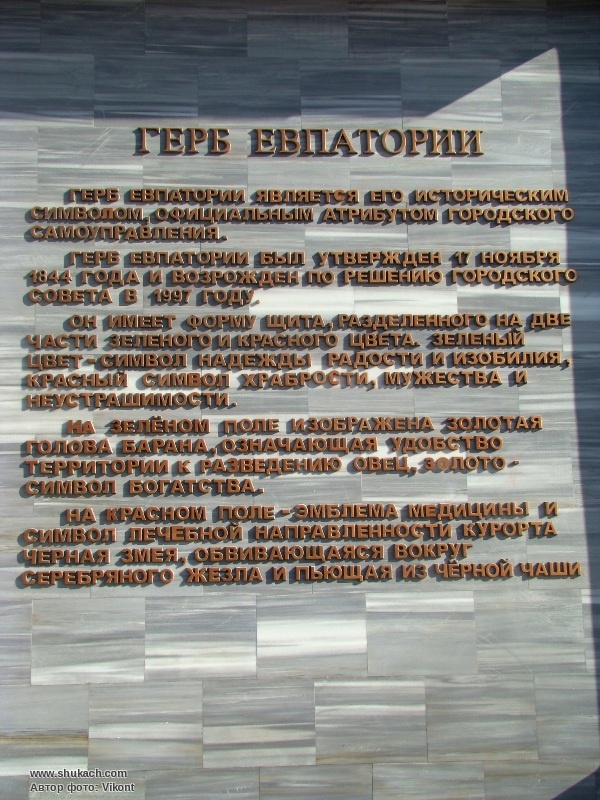 ГЕРБ ЕВПАТОРИИ
ГЕРБ ЕВПАТОРИИ ЯВЛЯЕТСЯ ЕГО ИСТОРИЧЕСКИМ
СИМВОЛОМ, ОФИЦИАЛЬНЫМ АТРИБУТОМ ГОРОДСКОГО
САМОУПРАВЛЕНИЯ.
ГЕРБ ЕВПАТОРИИ БЫЛ УТВЕРЖДЕН 17 НОЯБРЯ
1844 ГОДА И ВОЗРОЖДЕН ПО РЕШЕНИЮ ГОРОДСКОГО
СОВЕТА В 1997 ГОДУ.
ОН ИМЕЕТ ФОРМУ ЩИТА, РАЗДЕЛЕННОГО НА ДВЕ
ЧАСТИ ЗЕЛЕНОГО И КРАСНОГО ЦВЕТА. ЗЕЛЕНЫЙ
ЦВЕТ - СИМВОЛ НАДЕЖДЫ РАДОСТИ И ИЗОБИЛИЯ,
КРАСНЫЙ СИМВОЛ ХРАБРОСТИ, МУЖЕСТВА И
НЕУСТРАШИМОСТИ.
НА ЗЕЛЁНОМ ПОЛЕ ИЗОБРАЖЕНА ЗОЛОТАЯ
ГОЛОВА БАРАНА, ОЗНАЧАЮЩАЯ УДОБСТВО
ТЕРРИТОРИИ К РАЗВЕДЕНИЮ ОВЕЦ, ЗОЛОТО -
СИМВОЛ БОГАТСТВА.
НА КРАСНОМ ПОЛЕ - ЭМБЛЕМА МЕДИЦИНЫ И
СИМВОЛ ЛЕЧЕБНОЙ НАПРАВЛЕННОСТИ КУРОРТА
ЧЕРНАЯ ЗМЕЯ, ОБВИВАЮЩАЯСЯ ВОКРУГ
СЕРЕБРЯНОГО ЖЕЗЛА И ПЬЮЩАЯ ИЗ ЧЁРНОЙ ЧАШИ
www.shukach.com
Автор фото: Vikont